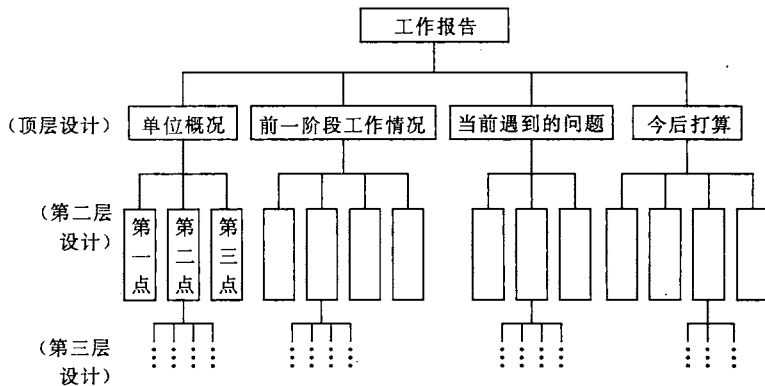 工作报告
(顶层设计) 单位概况 前一阶段工作情况 当前遇到的问题 今后打算
(第二层
设计)
第一点 第二点 第三点
(第三层
设计)